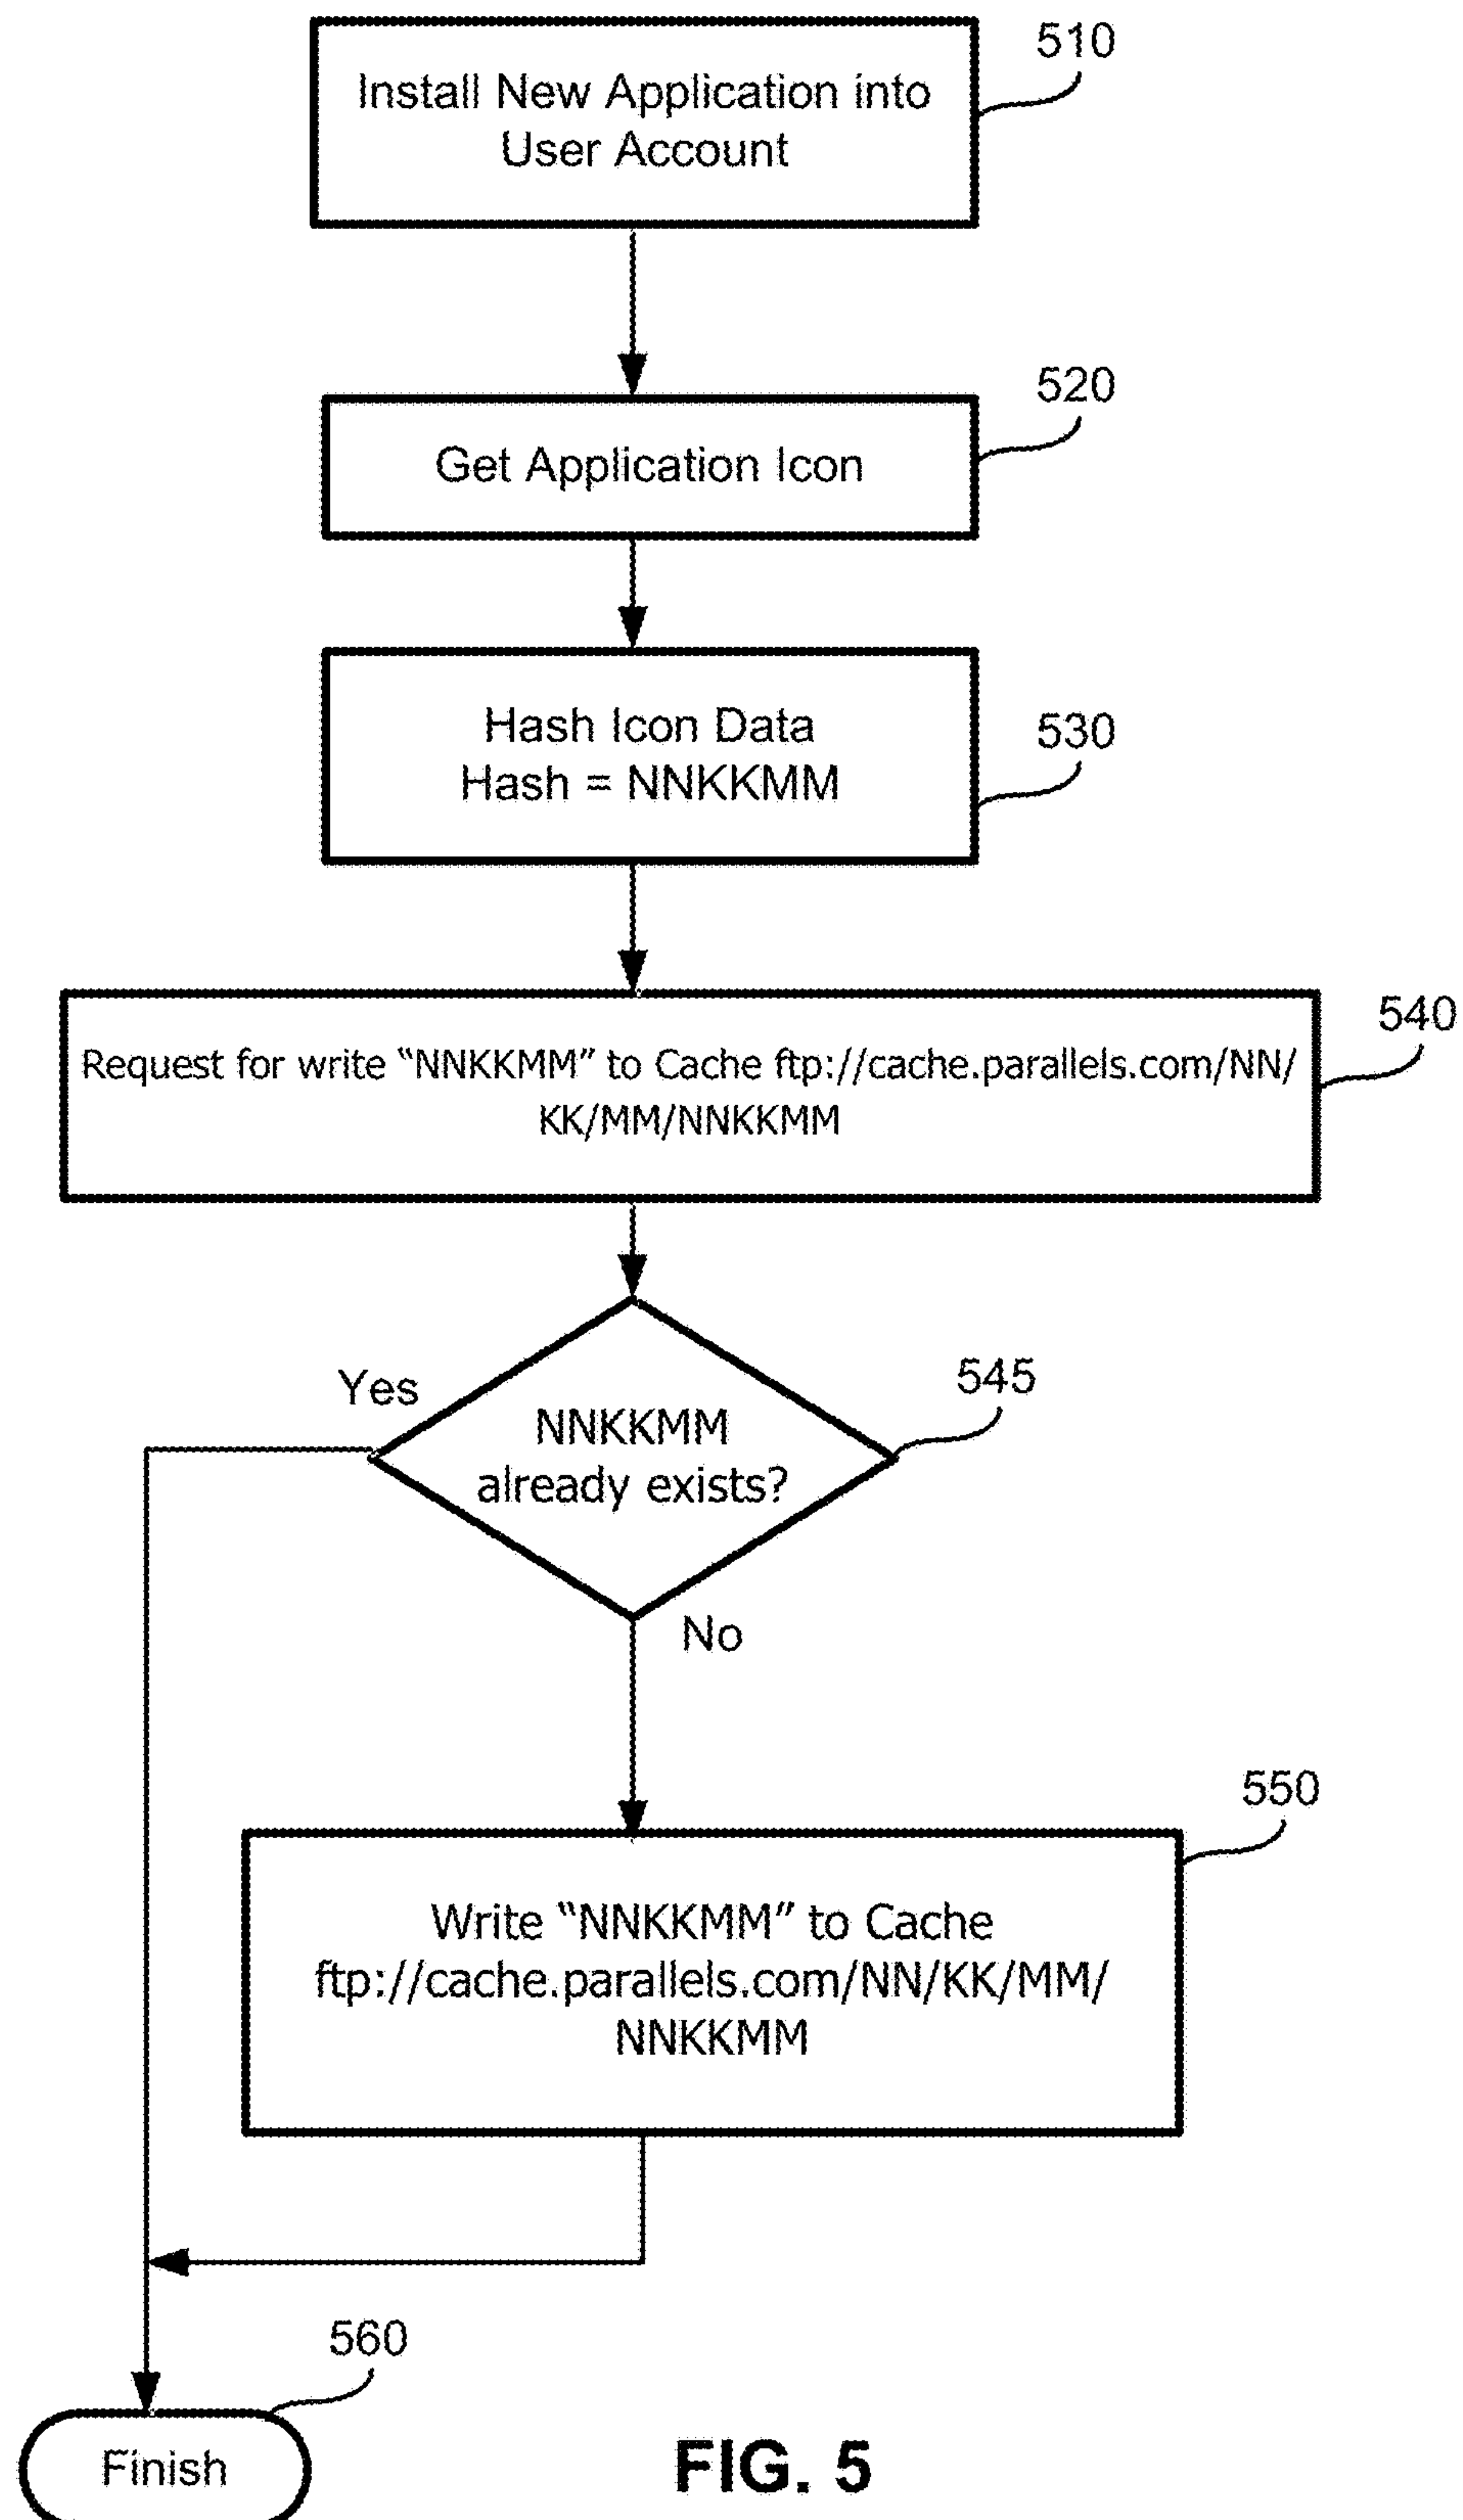 510
Install New Application into
User Account
520
Get Application Icon
530
Hash Icon Data
Hash = NNKKMM
540
Request for write “NNKKMM” to Cache ftp://cache.parallels.com/NN/
KK/MM/NNKKMM
545
Yes
NNKKMM
already exists?
No
550
Write “NNKKMM” to Cache
ftp://cache.parallels.com/NN/KK/MM/
NNKKMM
560
Finish
FIG. 5